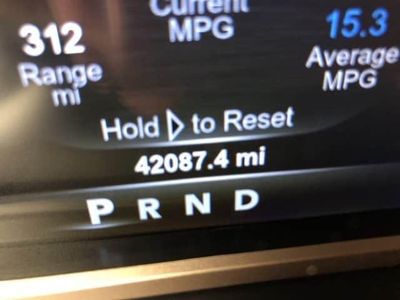 Current
MPG
312
Range
mi
15.3
Average
MPG
Hold ▷ to Reset
42087.4 mi
P R N D